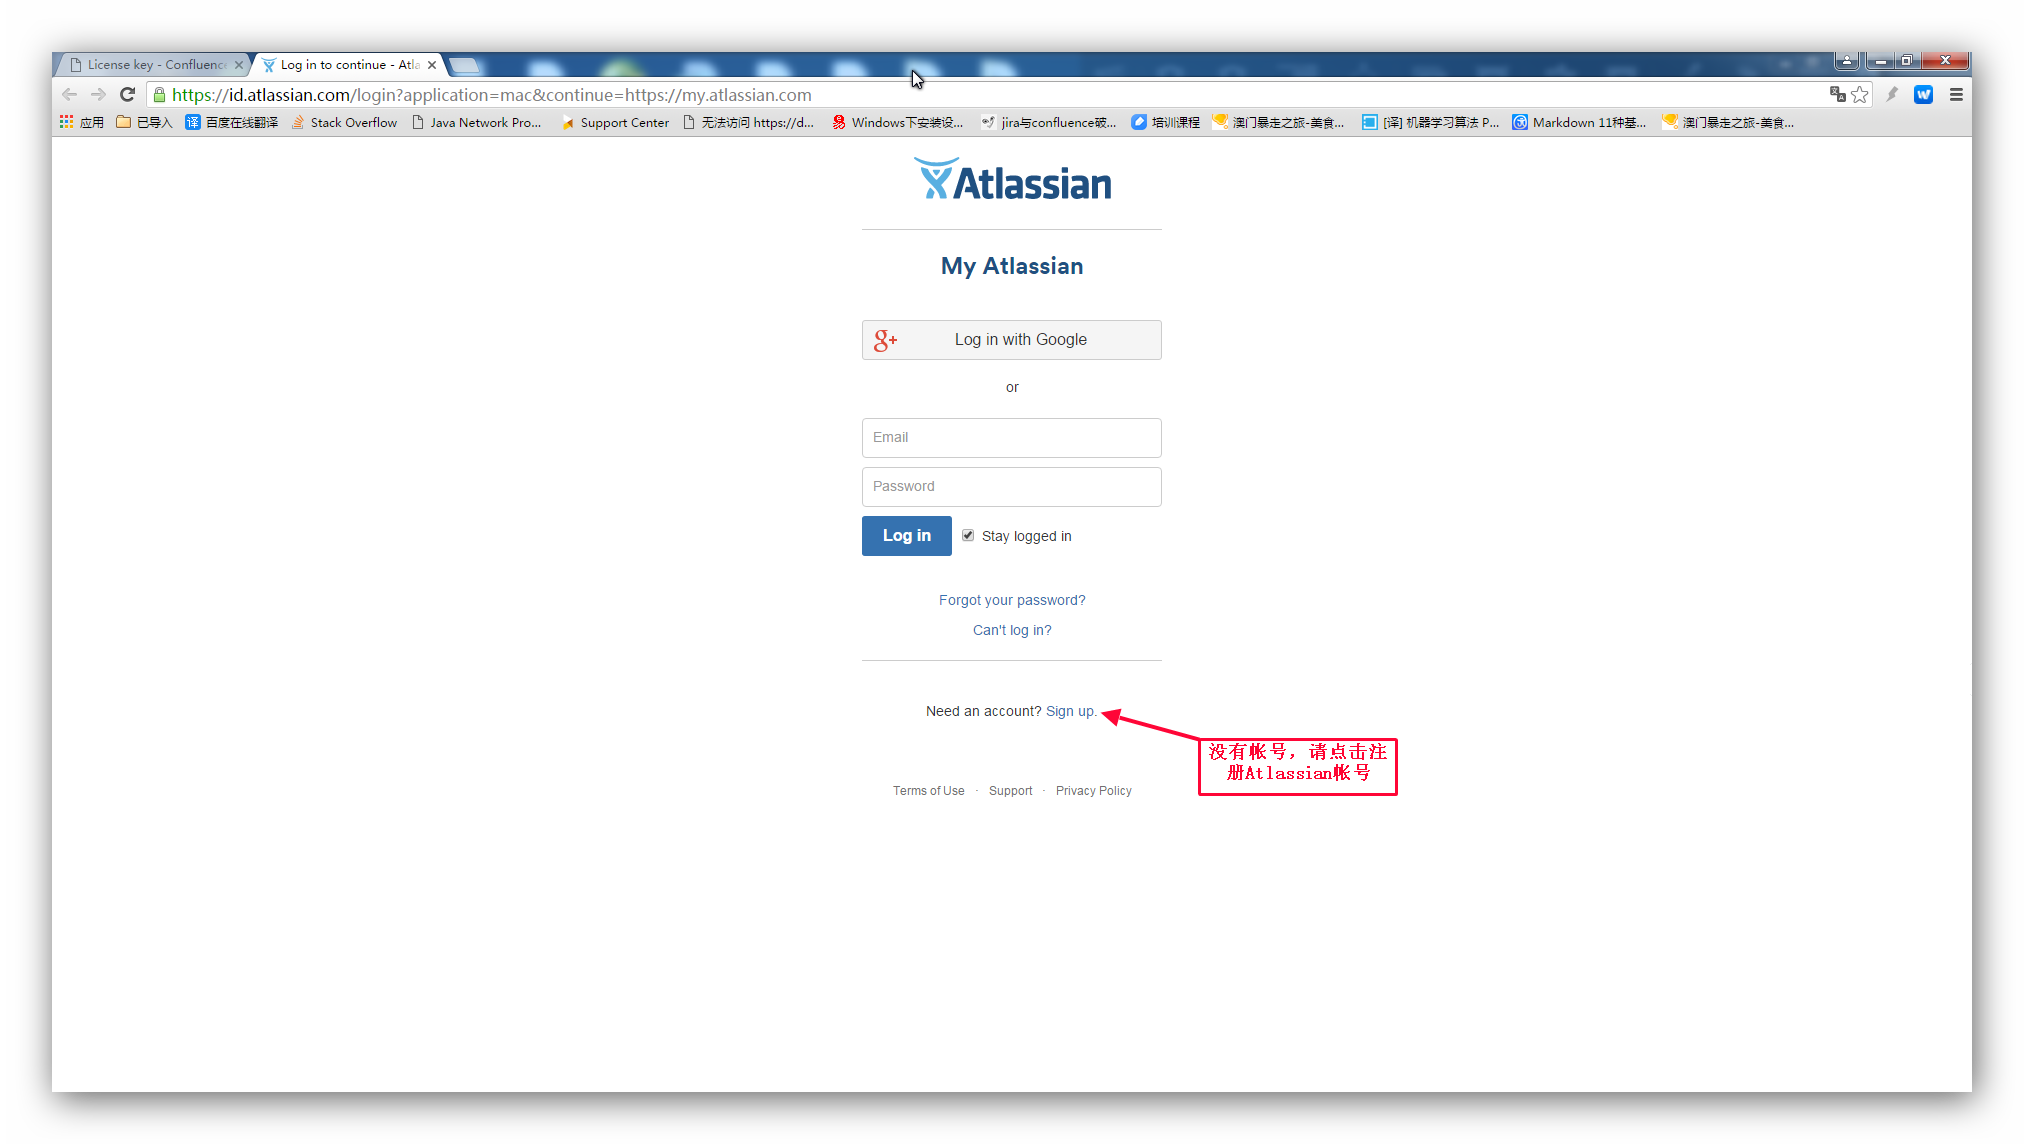 License key - Confluenc
Log in to continue - Atla
https://id.atlassian.com/login?application=mac&continue=https://my.atlassian.com
应用
已导入
译
百度在线翻译
Stack Overflow
Java Network Pro...
Support Center
无法访问 https://d...
Windows下安装设...
jira与confluence破...
培训课程
澳门暴走之旅-美食...
[译] 机器学习算法 P...
Markdown 11种基...
澳门暴走之旅-美食...
Atlassian
My Atlassian
g+ Log in with Google
or
Email
Password
Log in
Stay logged in
Forgot your password?
Can't log in?
Need an account? Sign up.
没有帐号，请点击注
册Atlassian帐号
Terms of Use · Support · Privacy Policy